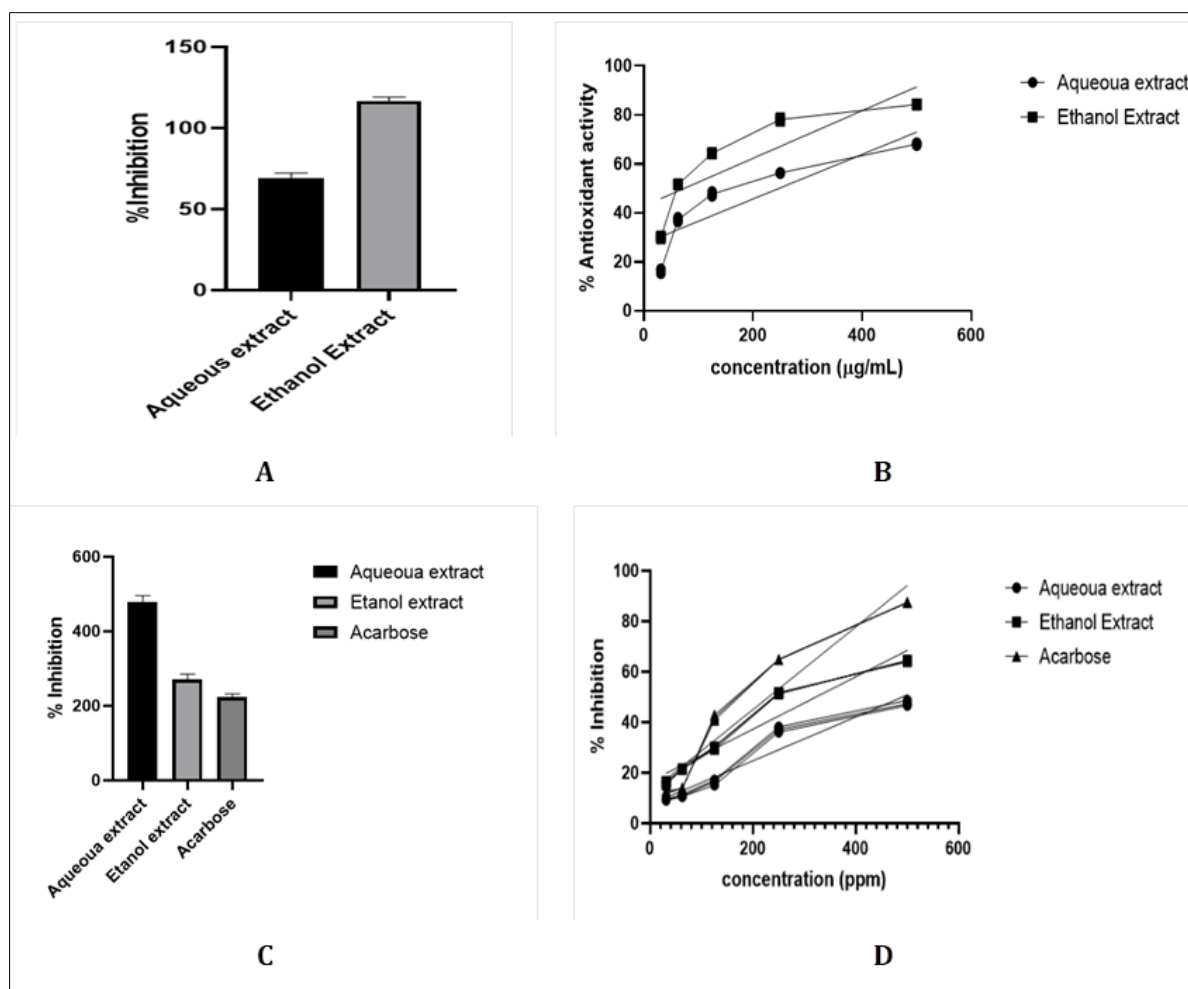 150
100
50
0
%Inhibition
Aqueous extract
Ethanol Extract
A
100
80
60
40
20
0
% Antioxidant activity
0
200
400
600
concentration (μg/mL)
Aqueoua extract
Ethanol Extract
B
600
400
200
0
% Inhibition
Aqueoua extract
Etanol extract
Acarbose
Aqueoua extract
Etanol extract
Acarbose
C
100
80
60
40
20
0
% Inhibition
0
200
400
600
concentration (ppm)
Aqueoua extract
Ethanol Extract
Acarbose
D